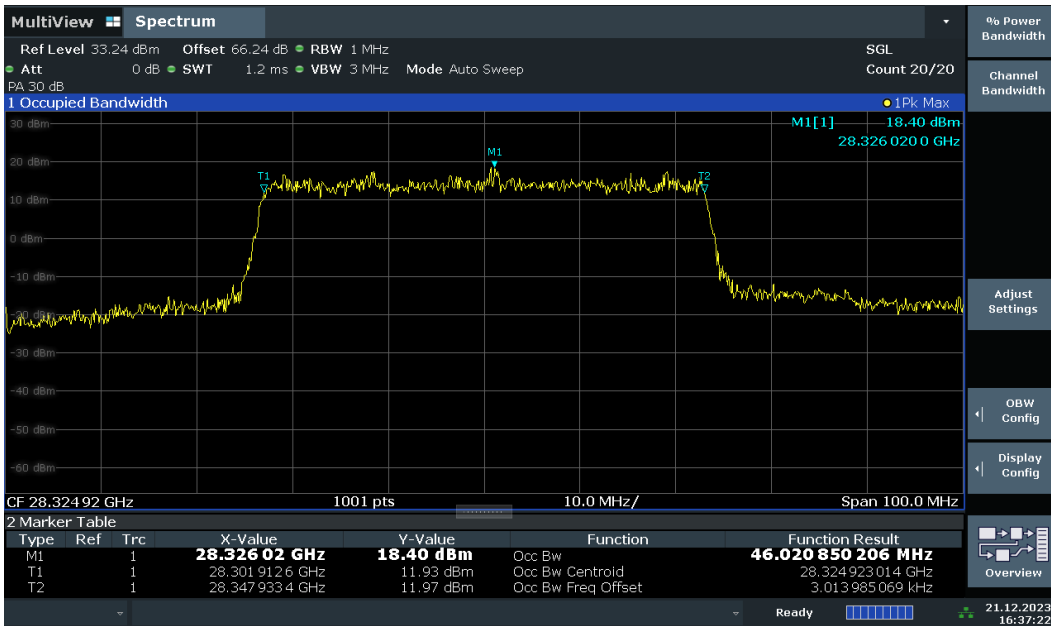 MultiView Spectrum
Ref Level 33.24 dBm Offset 66.24 dB RBW 1 MHz SGL
Att 0 dB SWT 1.2 ms VBW 3 MHz Mode Auto Sweep Count 20/20
PA 30 dB
1 Occupied Bandwidth 1Pk Max
30 dBm
M1[1] 18.40 dBm
28.326 020 0 GHz
M1
20 dBm
T1
T2
10 dBm
0 dBm
-10 dBm
-20 dBm
-30 dBm
-40 dBm
-50 dBm
-60 dBm
CF 28.324 92 GHz 1001 pts 10.0 MHz/ Span 100.0 MHz
2 Marker Table
Type Ref Trc X-Value Y-Value Function Function Result
M1 1 28.326 02 GHz 18.40 dBm Occ Bw 46.020 850 206 MHz
T1 1 28.301 912 6 GHz 11.93 dBm Occ Bw Centroid 28.324 923 014 GHz
T2 1 28.347 933 4 GHz 11.97 dBm Occ Bw Freq Offset 3.013 985 069 kHz
Ready
21.12.2023
16:37:22
% Power
Bandwidth
Channel
Bandwidth
Adjust
Settings
OBW
Config
Display
Config
Overview